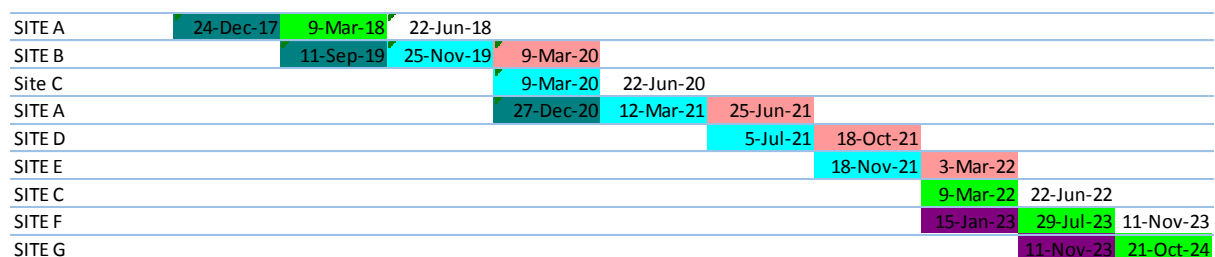 SITE A 24-Dec-17 9-Mar-18 22-Jun-18
SITE B 11-Sep-19 25-Nov-19 9-Mar-20
Site C 9-Mar-20 22-Jun-20
SITE A 27-Dec-20 12-Mar-21 25-Jun-21
SITE D 5-Jul-21 18-Oct-21
SITE E 18-Nov-21 3-Mar-22
SITE C 9-Mar-22 22-Jun-22
SITE F 15-Jan-23 29-Jul-23 11-Nov-23
SITE G 11-Nov-23 21-Oct-24